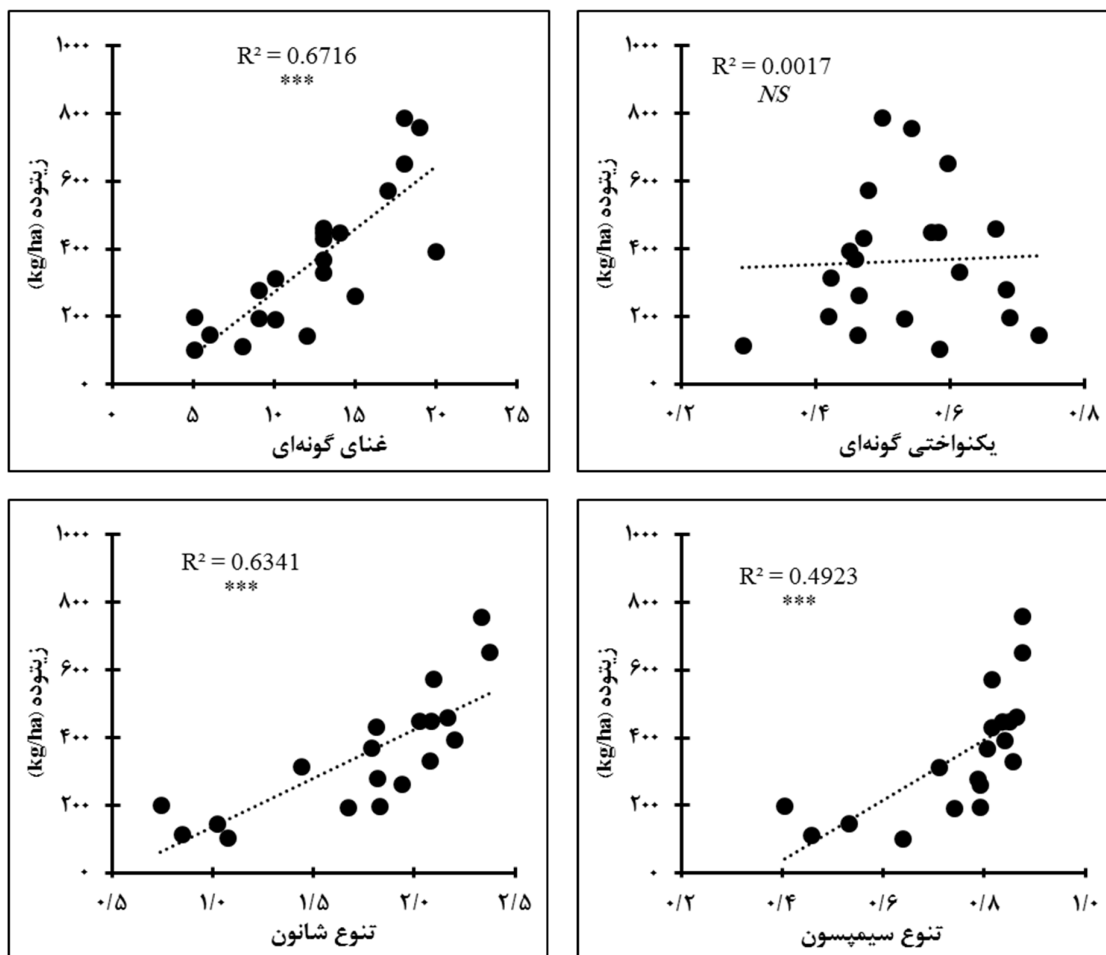 R² = 0.6716
***
زیتوده (kg/ha)
۱۰۰۰
۸۰۰
۶۰۰
۴۰۰
۲۰۰
۰
۰ ۵ ۱۰ ۱۵ ۲۰ ۲۵
غنای گونه‌ای
R² = 0.0017
NS
زیتوده (kg/ha)
۱۰۰۰
۸۰۰
۶۰۰
۴۰۰
۲۰۰
۰
۰/۲ ۰/۴ ۰/۶ ۰/۸
یکنواختی گونه‌ای
R² = 0.6341
***
زیتوده (kg/ha)
۱۰۰۰
۸۰۰
۶۰۰
۴۰۰
۲۰۰
۰
۰/۵ ۱/۰ ۱/۵ ۲/۰ ۲/۵
تنوع شانون
R² = 0.4923
***
زیتوده (kg/ha)
۱۰۰۰
۸۰۰
۶۰۰
۴۰۰
۲۰۰
۰
۰/۲ ۰/۴ ۰/۶ ۰/۸ ۱/۰
تنوع سیمپسون